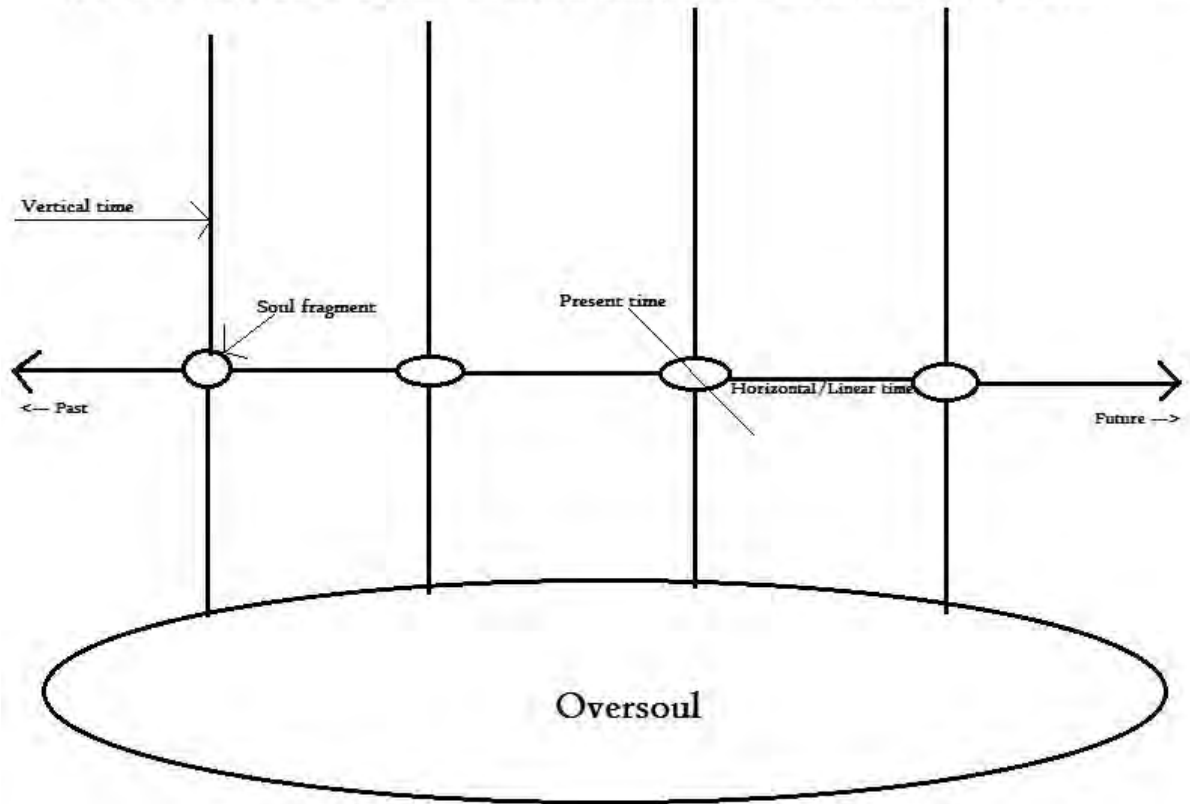 Vertical time
Soul fragment
Present time
Horizontal/Linear time
<--- Past
Future --->
Oversoul